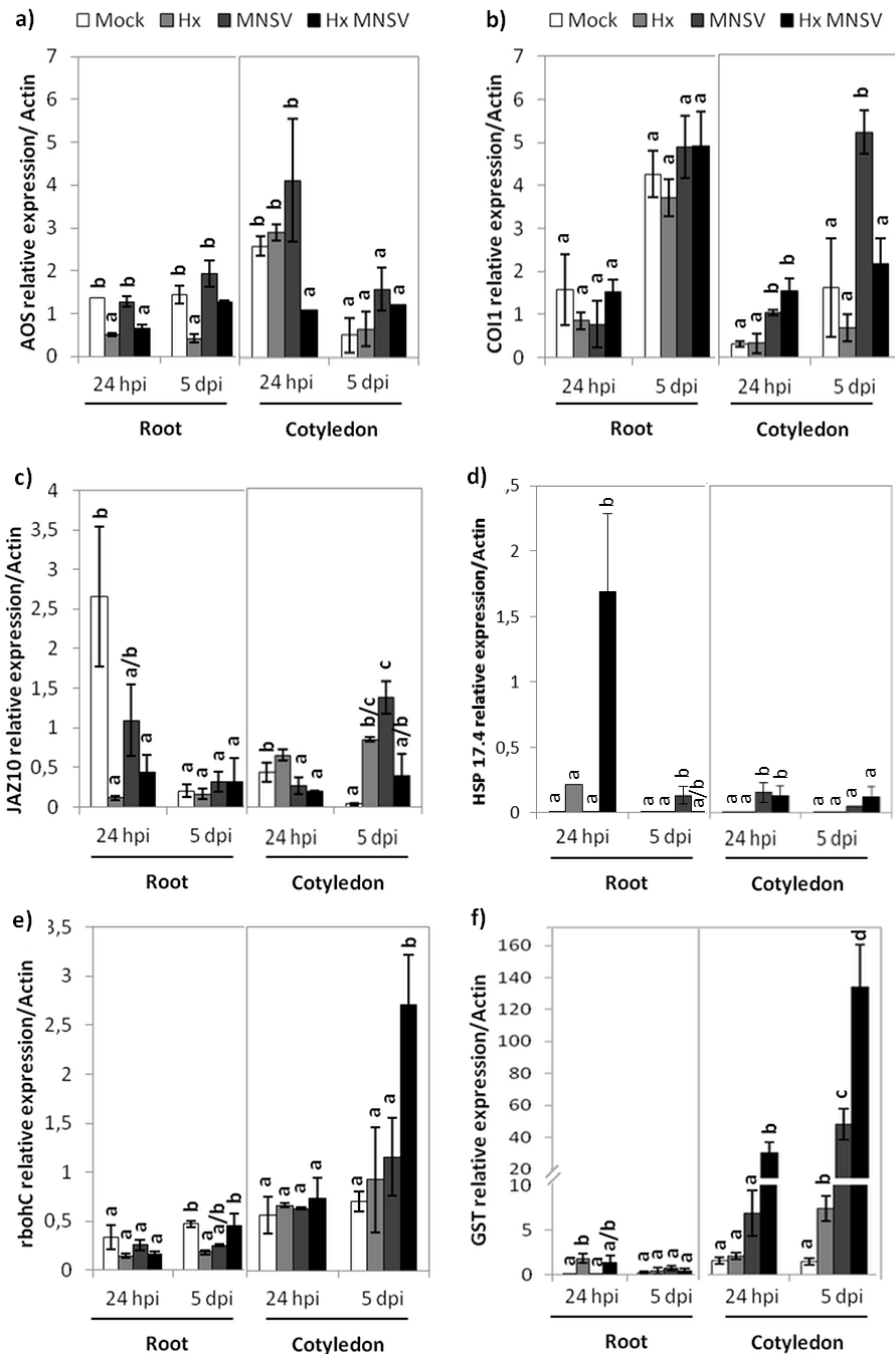 a) Mock Hx MNSV Hx MNSV
AOS relative expression/ Actin
7
6
5
4
3
2
1
0
b a b a
b a b a
b b b a
a a a a
24 hpi 5 dpi 24 hpi 5 dpi
Root Cotyledon
b) Mock Hx MNSV Hx MNSV
COI1 relative expression/ Actin
7
6
5
4
3
2
1
0
a a a a
a a a a
a a b b
a a b a
24 hpi 5 dpi 24 hpi 5 dpi
Root Cotyledon
c)
JAZ10 relative expression/Actin
4
3,5
3
2,5
2
1,5
1
0,5
0
b a a/b a
a a a a
b b a a
a b/c c a/b
24 hpi 5 dpi 24 hpi 5 dpi
Root Cotyledon
d)
HSP 17.4 relative expression/Actin
,5
2
1,5
1
0,5
0
a a a b
a a b a/b
a a b b
a a a a
24 hpi 5 dpi 24 hpi 5 dpi
Root Cotyledon
e)
rbohC relative expression/Actin
3,5
3
2,5
2
1,5
1
0,5
0
a a a a
b a a/b b
a a a a
a a a b
24 hpi 5 dpi 24 hpi 5 dpi
Root Cotyledon
f)
GST relative expression/Actin
160
140
120
100
80
60
40
20
10
5
0
a b a a/b
a a a a
a a a b
a b c d
24 hpi 5 dpi 24 hpi 5 dpi
Root Cotyledon